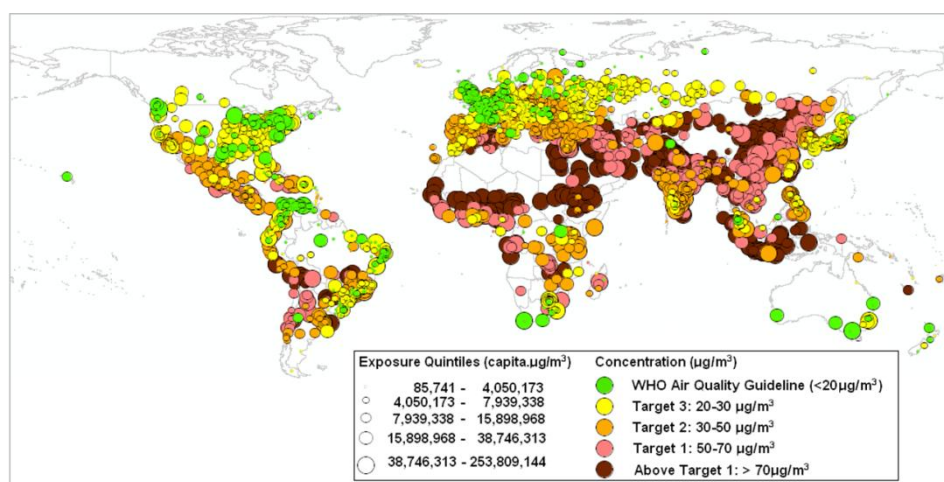 Exposure Quintiles (capita.µg/m³)
85,741 - 4,050,173
4,050,173 - 7,939,338
7,939,338 - 15,898,968
15,898,968 - 38,746,313
38,746,313 - 253,809,144
Concentration (µg/m³)
WHO Air Quality Guideline (<20µg/m³)
Target 3: 20-30 µg/m³
Target 2: 30-50 µg/m³
Target 1: 50-70 µg/m³
Above Target 1: > 70µg/m³